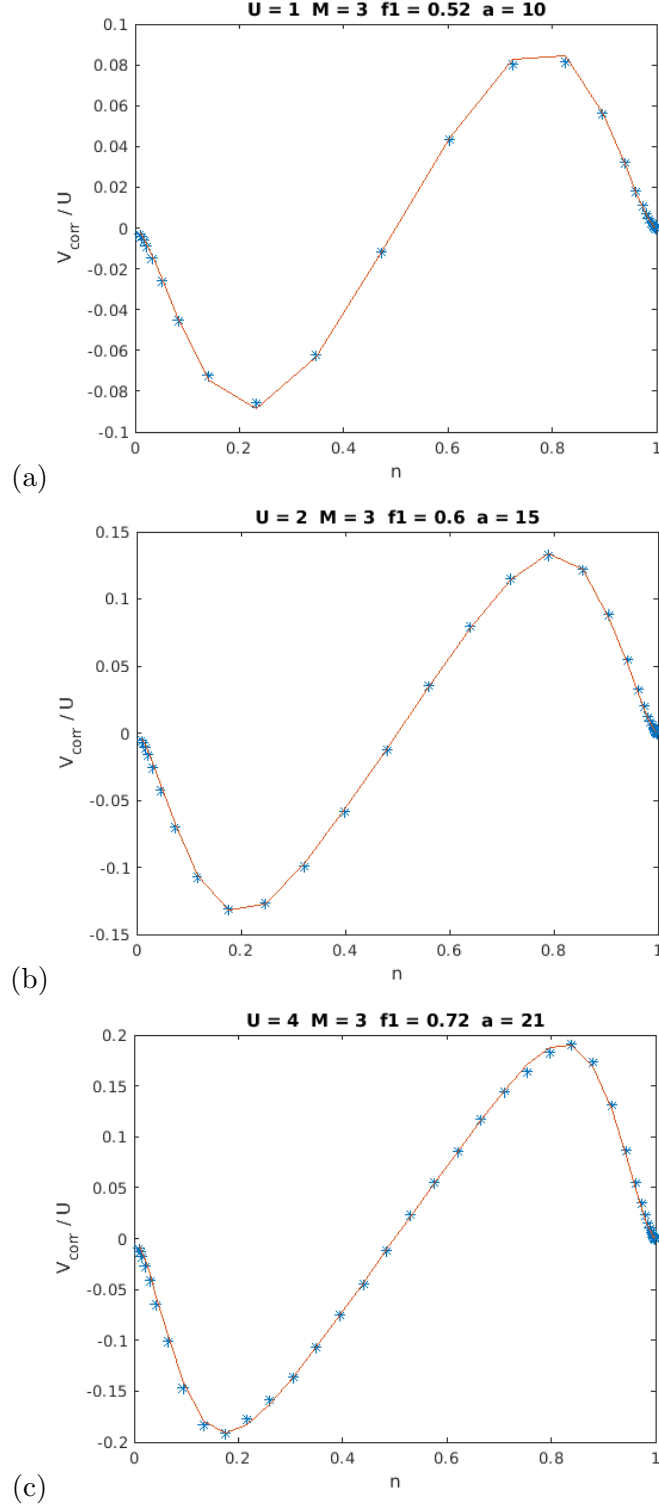 U = 1 M = 3 f1 = 0.52 a = 10
0.1
0.08
0.06
0.04
0.02
0
-0.02
-0.04
-0.06
-0.08
-0.1
V_corr / U
0 0.2 0.4 0.6 0.8 1
n
(a)
U = 2 M = 3 f1 = 0.6 a = 15
0.15
0.1
0.05
0
-0.05
-0.1
-0.15
V_corr / U
0 0.2 0.4 0.6 0.8 1
n
(b)
U = 4 M = 3 f1 = 0.72 a = 21
0.2
0.15
0.1
0.05
0
-0.05
-0.1
-0.15
-0.2
V_corr / U
0 0.2 0.4 0.6 0.8 1
n
(c)